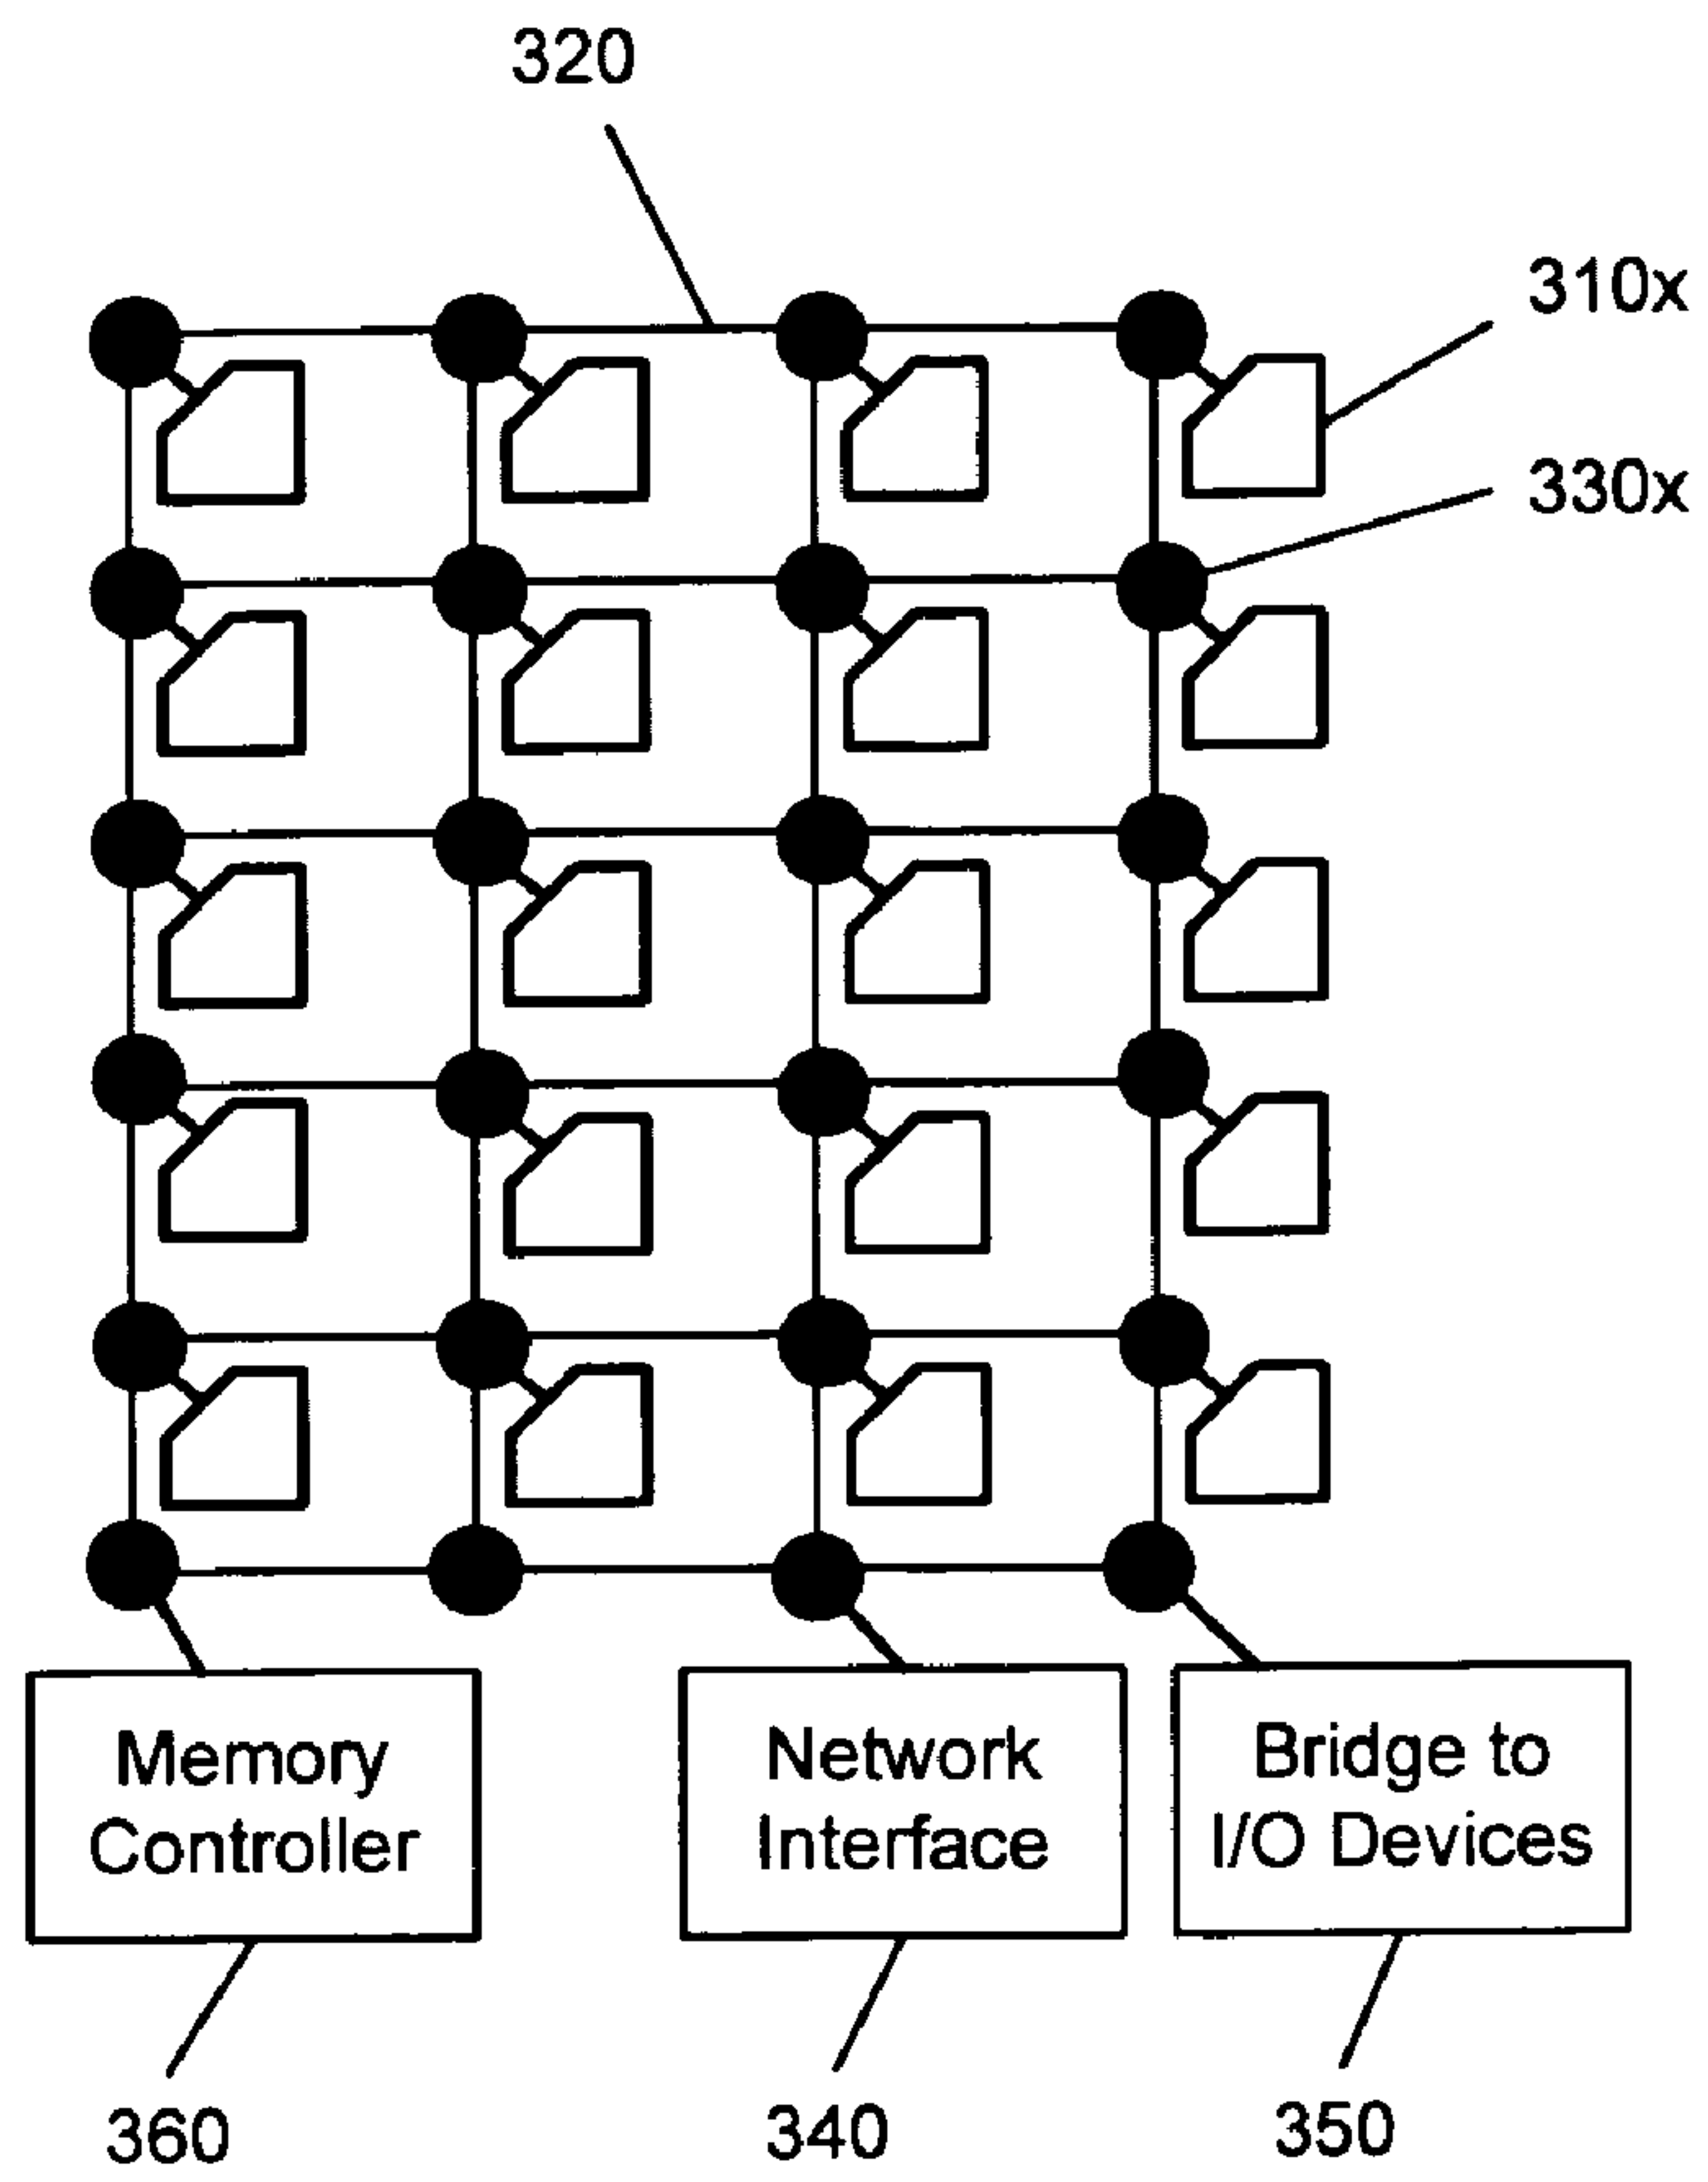 320
310x
330x
Memory
Controller
Network
Interface
Bridge to
I/O Devices
360
340
350